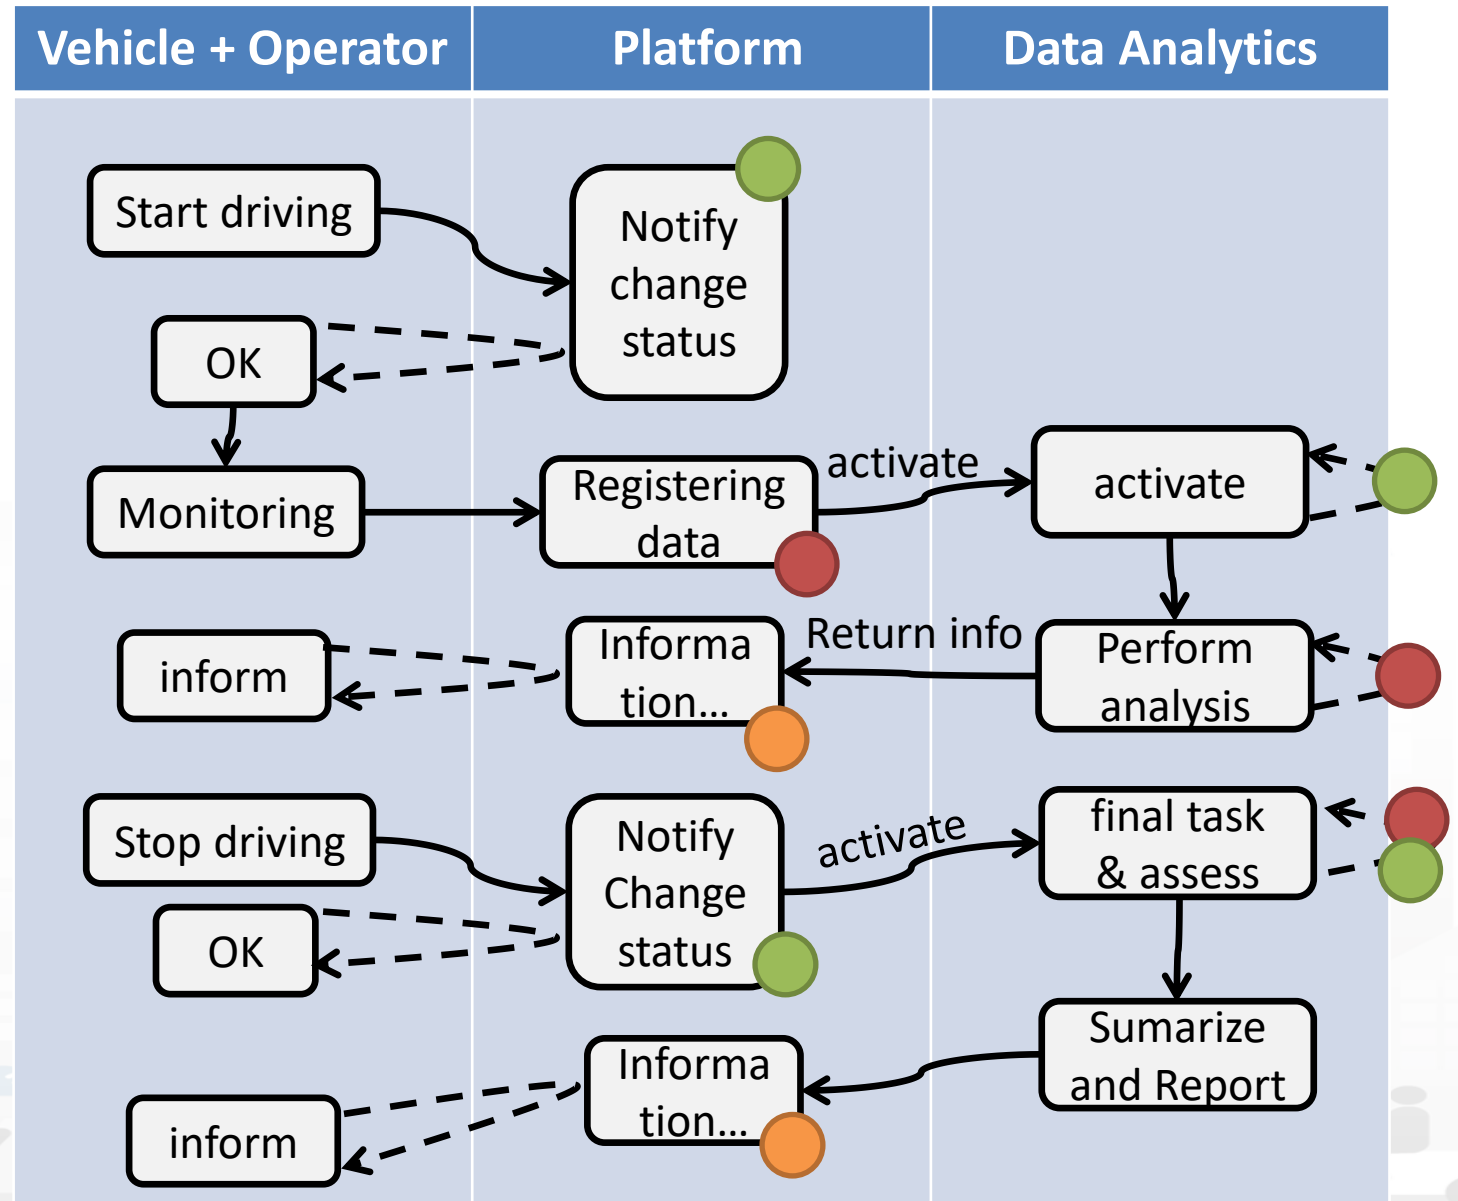 Vehicle + Operator
Platform
Data Analytics
Start driving
Notify
change
status
OK
Monitoring
Registering
data
activate
activate
inform
Informa
tion...
Return info
Perform
analysis
Stop driving
Notify
Change
status
activate
final task
& assess
OK
Sumarize
and Report
Informa
tion...
inform